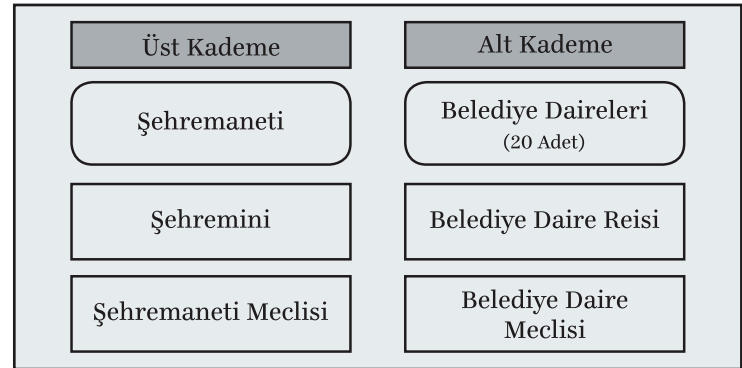 Üst Kademe
Alt Kademe
Şehremaneti
Belediye Daireleri
(20 Adet)
Şehremini
Belediye Daire Reisi
Şehremaneti Meclisi
Belediye Daire
Meclisi